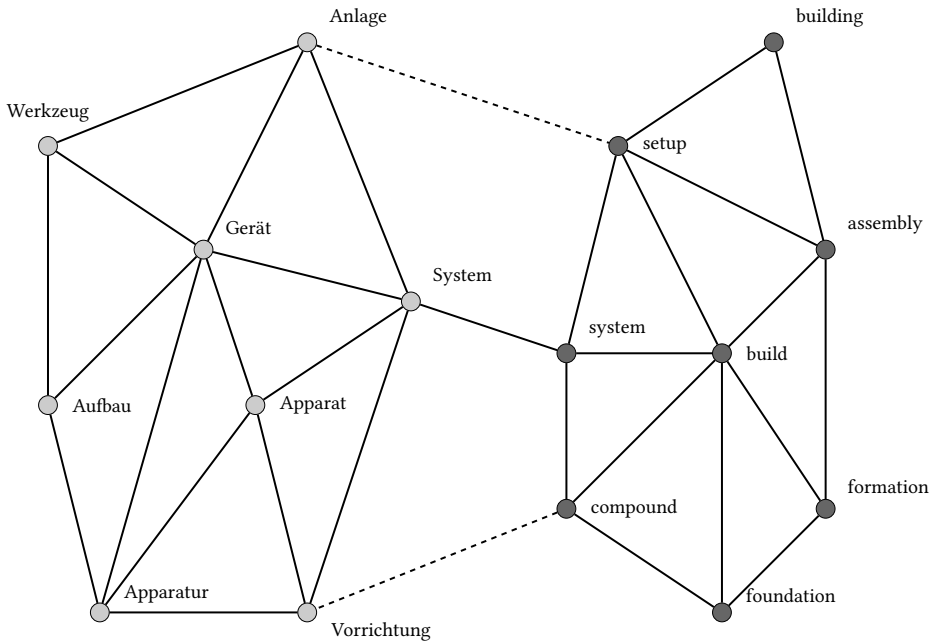 Anlage
building
Werkzeug
setup
Gerät
assembly
System
system
build
Aufbau
Apparat
formation
compound
Apparatur
foundation
Vorrichtung